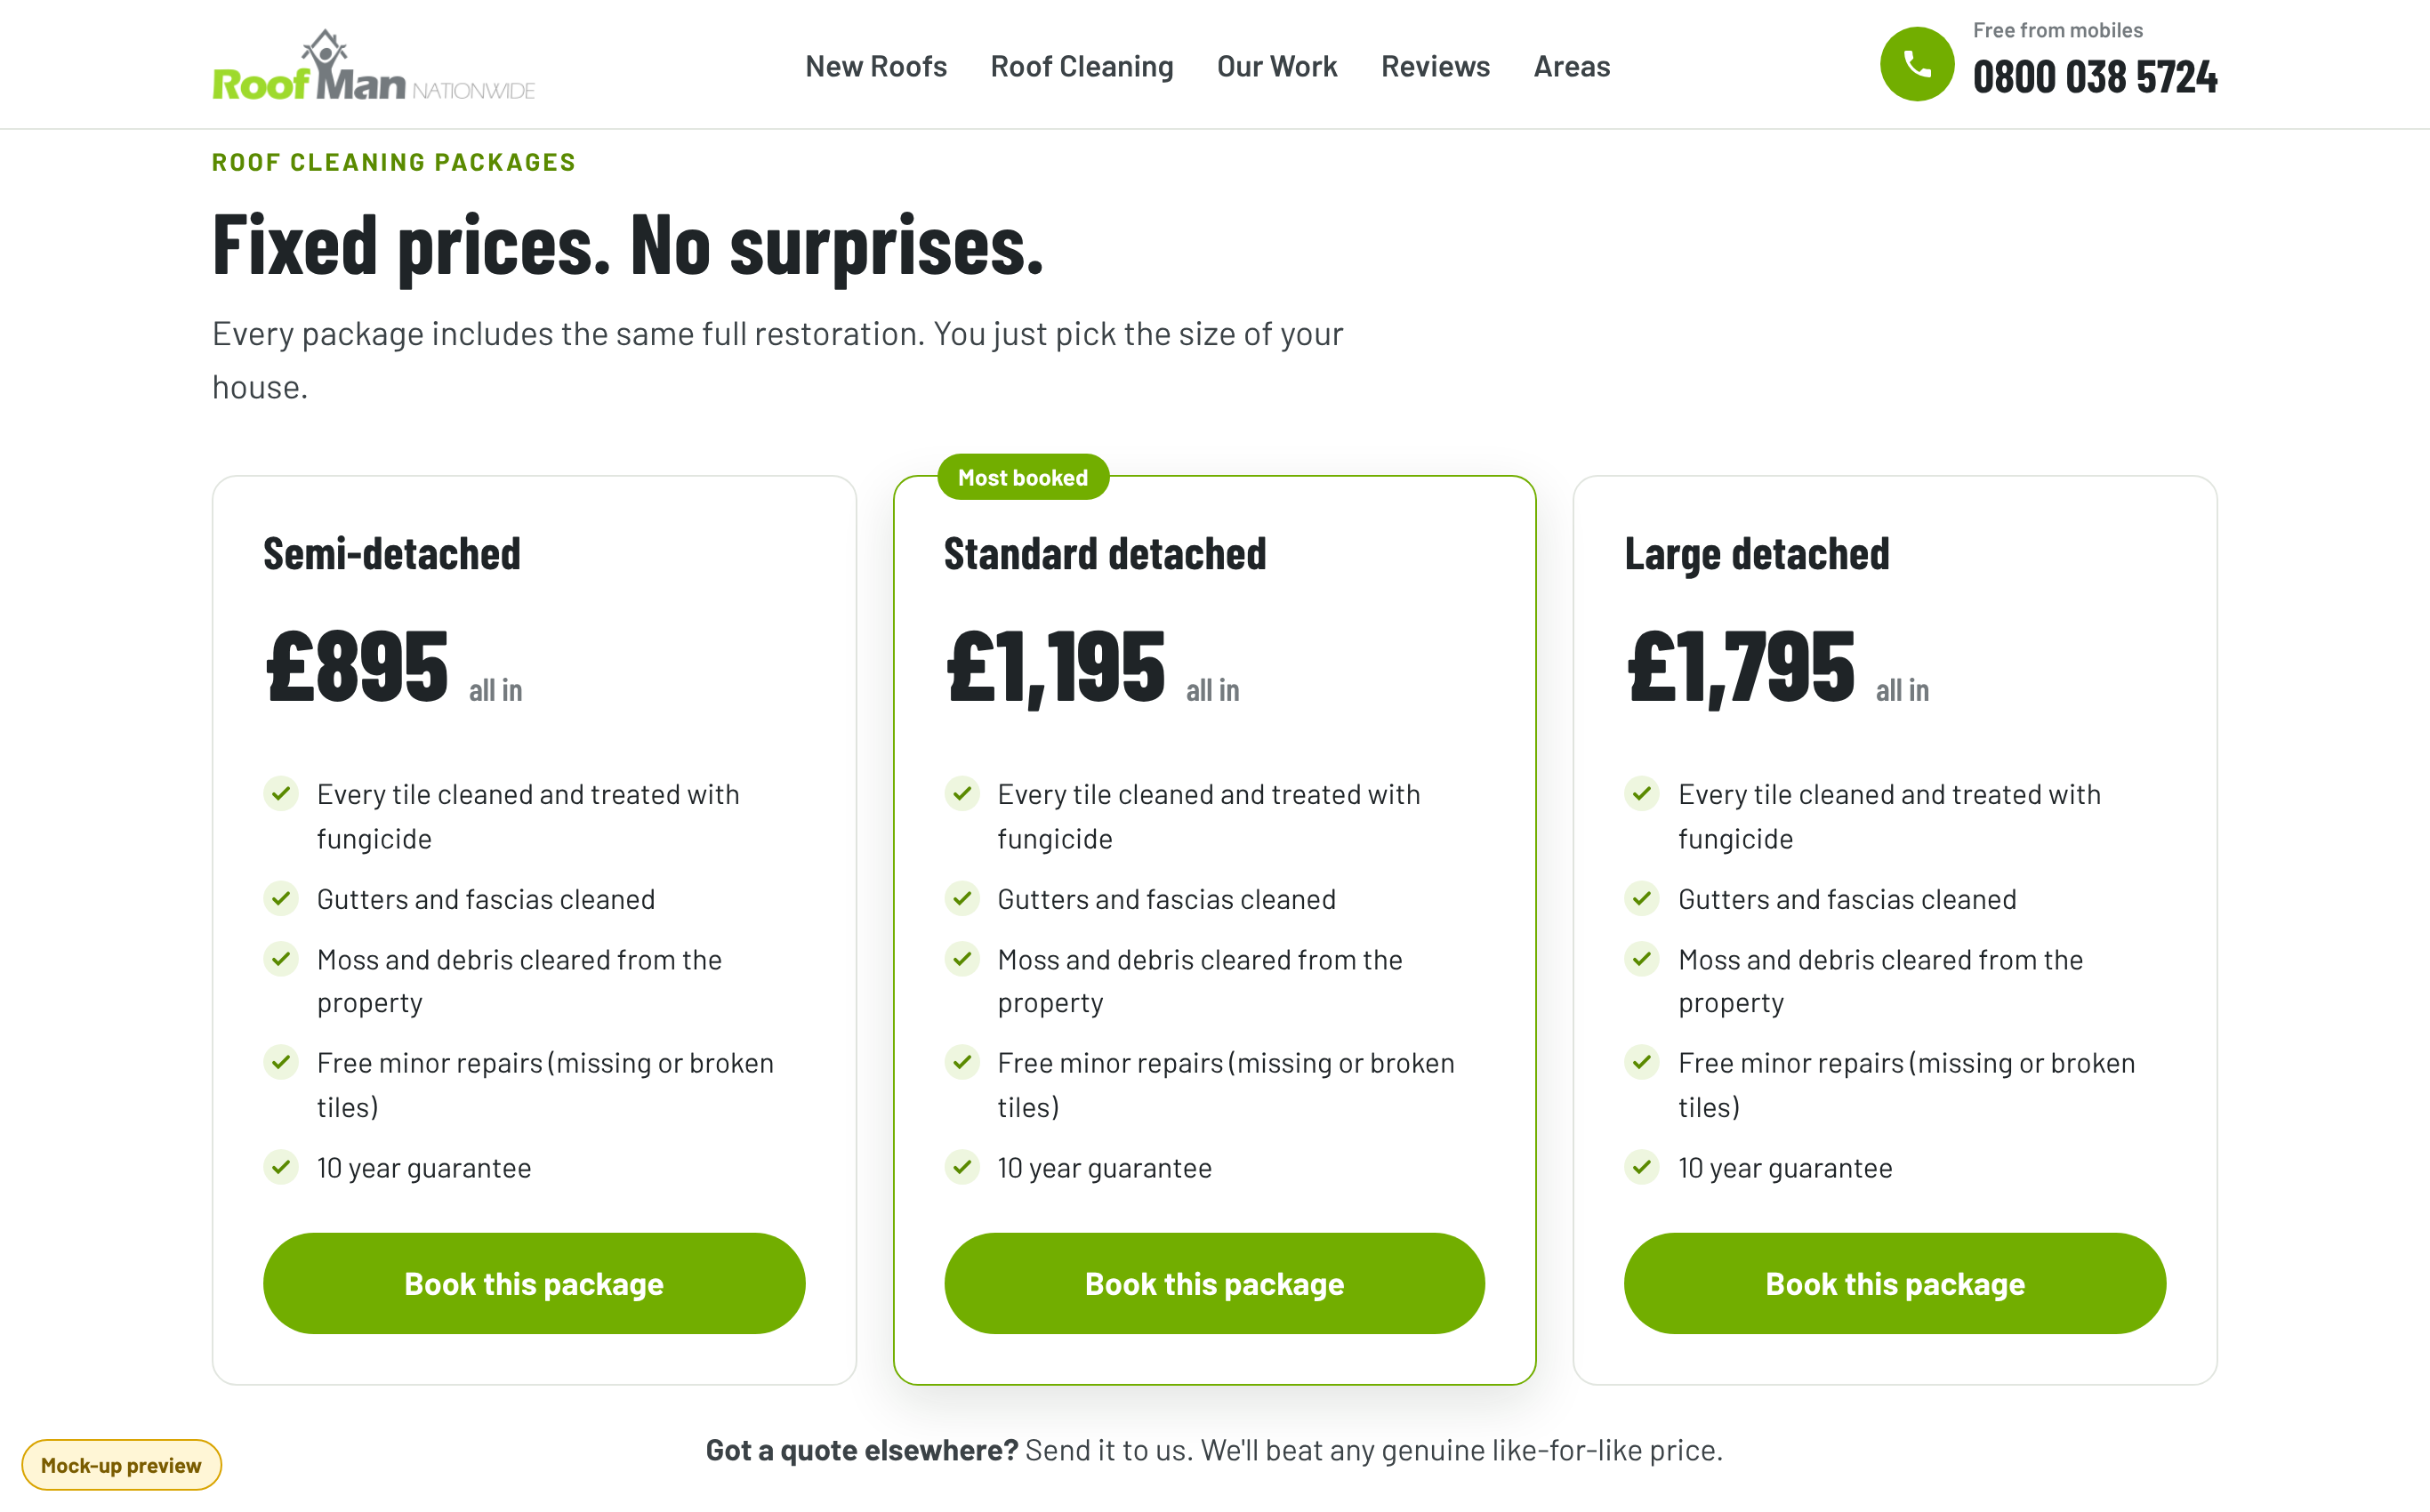 RoofMan NATIONWIDE
New Roofs
Roof Cleaning
Our Work
Reviews
Areas
Free from mobiles
0800 038 5724
ROOF CLEANING PACKAGES
Fixed prices. No surprises.
Every package includes the same full restoration. You just pick the size of your
house.
Semi-detached
£895 all in
Every tile cleaned and treated with
fungicide
Gutters and fascias cleaned
Moss and debris cleared from the
property
Free minor repairs (missing or broken
tiles)
10 year guarantee
Book this package
Most booked
Standard detached
£1,195 all in
Every tile cleaned and treated with
fungicide
Gutters and fascias cleaned
Moss and debris cleared from the
property
Free minor repairs (missing or broken
tiles)
10 year guarantee
Book this package
Large detached
£1,795 all in
Every tile cleaned and treated with
fungicide
Gutters and fascias cleaned
Moss and debris cleared from the
property
Free minor repairs (missing or broken
tiles)
10 year guarantee
Book this package
Got a quote elsewhere? Send it to us. We'll beat any genuine like-for-like price.
Mock-up preview